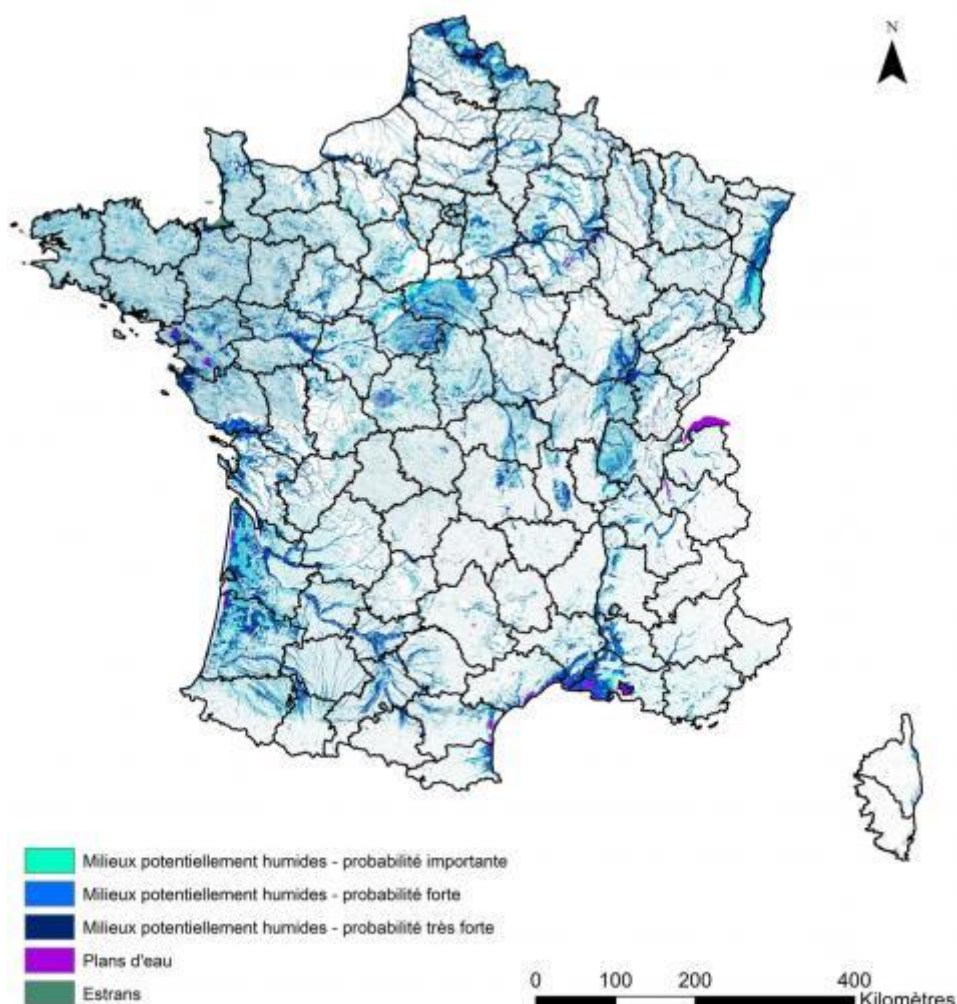 N
Milieux potentiellement humides - probabilité importante
Milieux potentiellement humides - probabilité forte
Milieux potentiellement humides - probabilité très forte
Plans d'eau
Estrans
0 100 200 400
Kilomètres